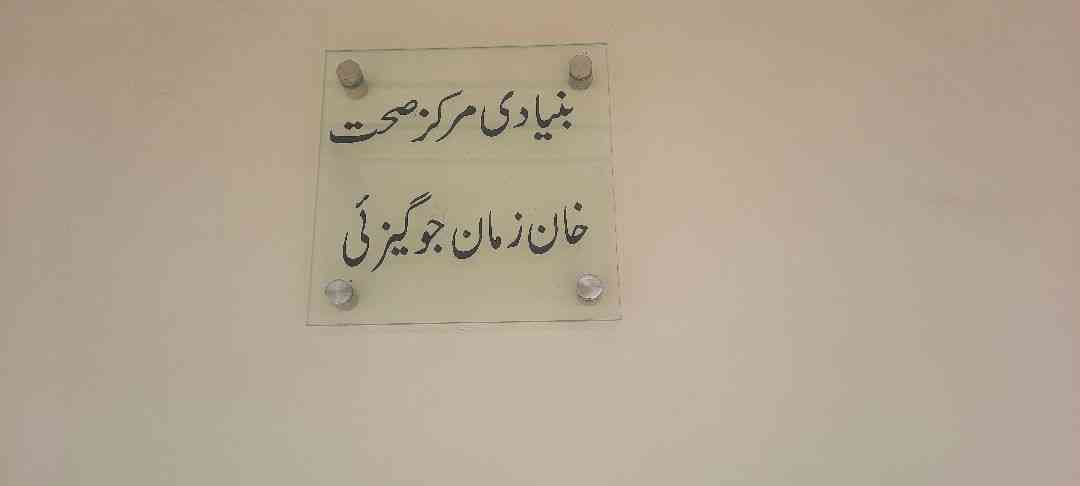 بنیادی مرکز صحت
خان زمان جوگیزئی